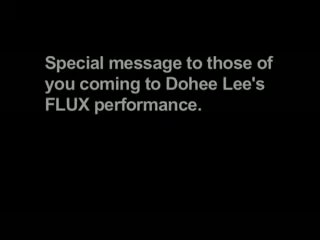 Special message to those of
you coming to Dohee Lee's
FLUX performance.